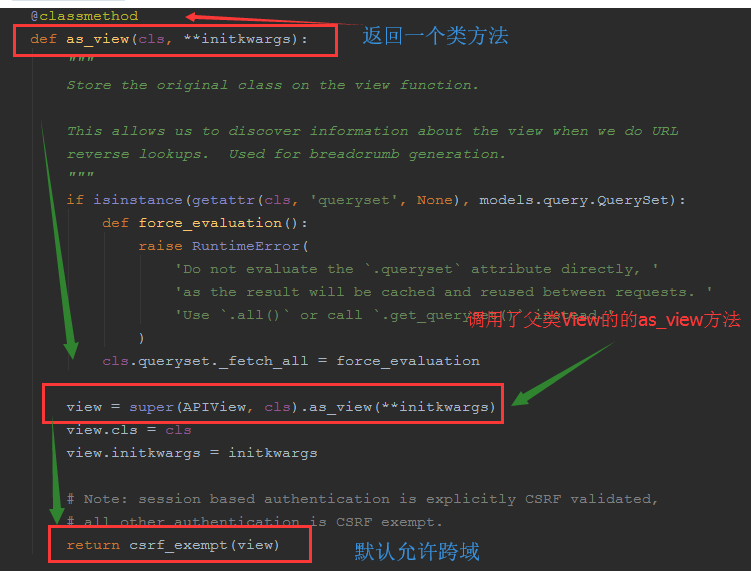 @classmethod
def as_view(cls, **initkwargs):
返回一个类方法
"""
Store the original class on the view function.
This allows us to discover information about the view when we do URL
reverse lookups.  Used for breadcrumb generation.
"""
if isinstance(getattr(cls, 'queryset', None), models.query.QuerySet):
def force_evaluation():
raise RuntimeError(
'Do not evaluate the `.queryset` attribute directly, '
'as the result will be cached and reused between requests. '
'Use `.all()` or call `.get_queryset()` instead.'
调用了父类View的的as_view方法
)
cls.queryset._fetch_all = force_evaluation
view = super(APIView, cls).as_view(**initkwargs)
view.cls = cls
view.initkwargs = initkwargs
# Note: session based authentication is explicitly CSRF validated,
# all other authentication is CSRF exempt.
return csrf_exempt(view)
默认允许跨域